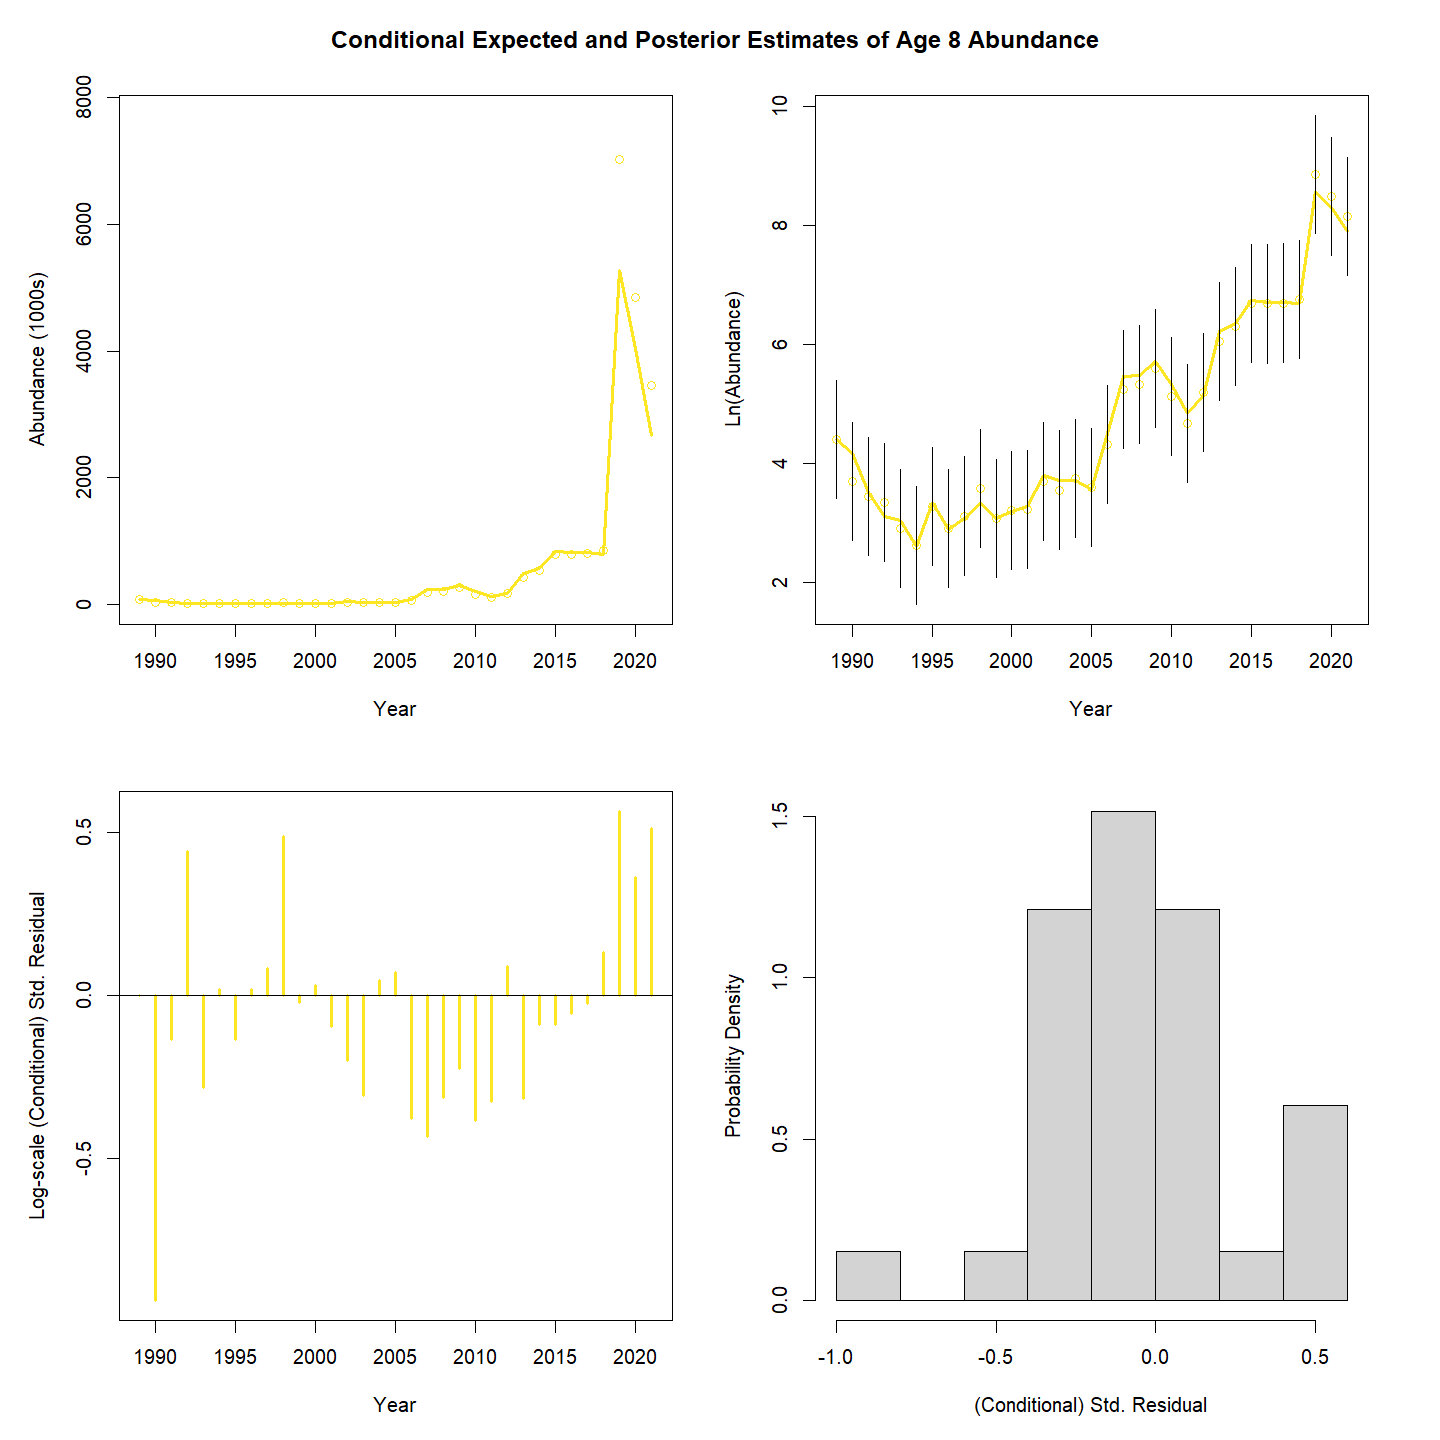 Conditional Expected and Posterior Estimates of Age 8 Abundance
Abundance (1000s)
8000
6000
4000
2000
0
1990 1995 2000 2005 2010 2015 2020
Year
Ln(Abundance)
10
8
6
4
2
1990 1995 2000 2005 2010 2015 2020
Year
Log-scale (Conditional) Std. Residual
0.5
0.0
-0.5
1990 1995 2000 2005 2010 2015 2020
Year
Probability Density
1.5
1.0
0.5
0.0
-1.0 -0.5 0.0 0.5
(Conditional) Std. Residual